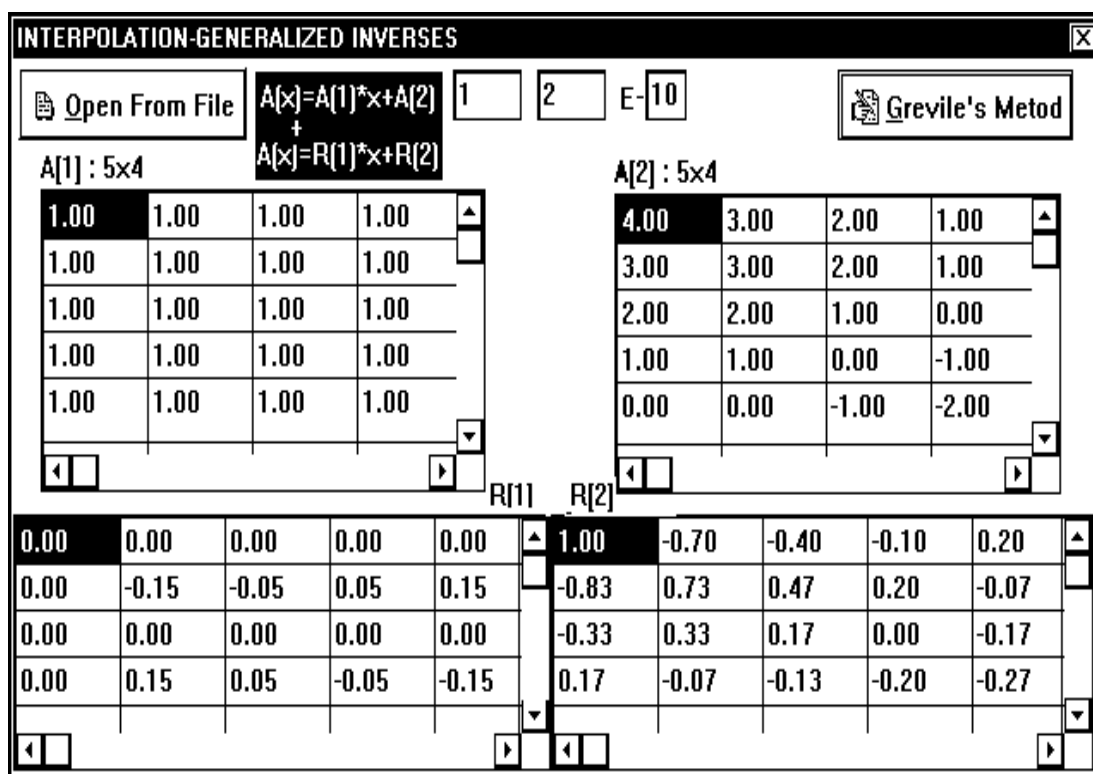 INTERPOLATION-GENERALIZED INVERSES
Open From File
A(x)=A(1)*x+A(2)
+
A(x)=R(1)*x+R(2)
1 2 E-10
Grevile's Metod
A[1] : 5x4
1.00 1.00 1.00 1.00
1.00 1.00 1.00 1.00
1.00 1.00 1.00 1.00
1.00 1.00 1.00 1.00
1.00 1.00 1.00 1.00
A[2] : 5x4
4.00 3.00 2.00 1.00
3.00 3.00 2.00 1.00
2.00 2.00 1.00 0.00
1.00 1.00 0.00 -1.00
0.00 0.00 -1.00 -2.00
R[1]
0.00 0.00 0.00 0.00 0.00
0.00 -0.15 -0.05 0.05 0.15
0.00 0.00 0.00 0.00 0.00
0.00 0.15 0.05 -0.05 -0.15
R[2]
1.00 -0.70 -0.40 -0.10 0.20
-0.83 0.73 0.47 0.20 -0.07
-0.33 0.33 0.17 0.00 -0.17
0.17 -0.07 -0.13 -0.20 -0.27